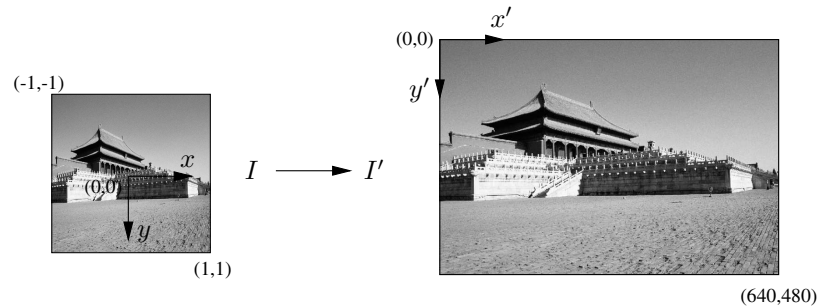 (-1,-1)
x
(0,0)
y
(1,1)
I → I′
(0,0)
x′
y′
(640,480)